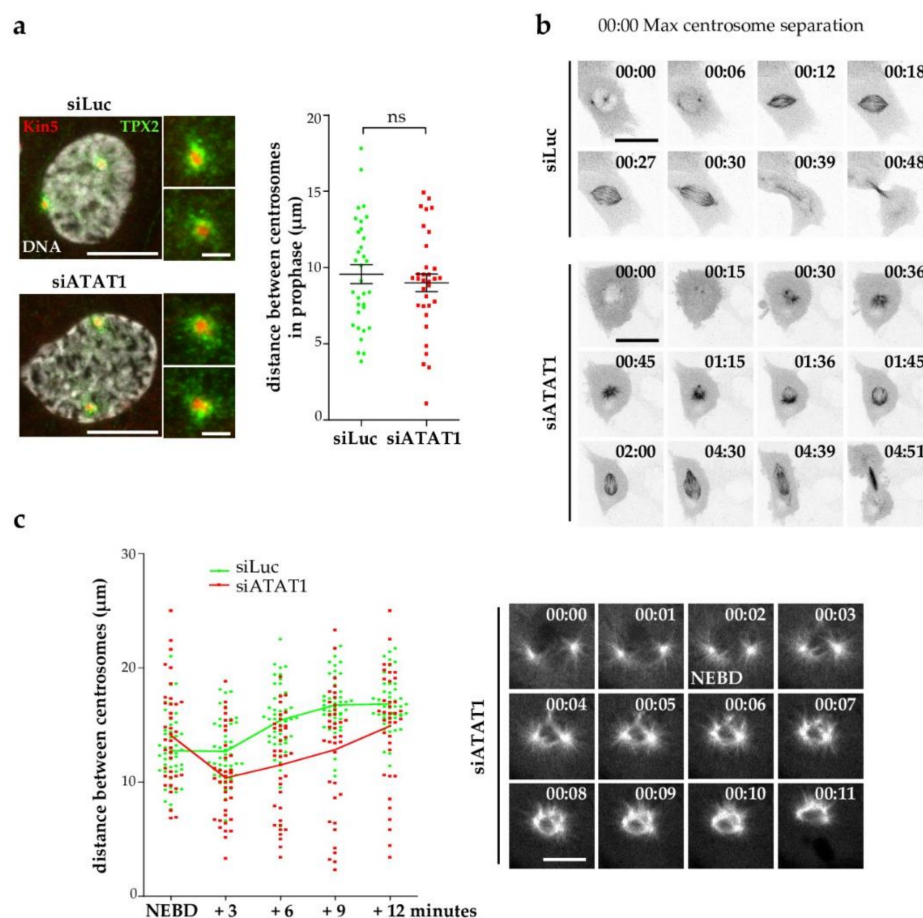 a
siLuc
Kin5 TPX2
DNA
siATAT1
distance between centrosomes
in prophase (μm)
20
15
10
5
0
ns
siLuc siATAT1
b
00:00 Max centrosome separation
siLuc
00:00 00:06 00:12 00:18
00:27 00:30 00:39 00:48
siATAT1
00:00 00:15 00:30 00:36
00:45 01:15 01:36 01:45
02:00 04:30 04:39 04:51
c
distance between centrosomes (μm)
30
20
10
0
siLuc
siATAT1
NEBD + 3 + 6 + 9 + 12 minutes
siATAT1
00:00 00:01 00:02 00:03
NEBD
00:04 00:05 00:06 00:07
00:08 00:09 00:10 00:11